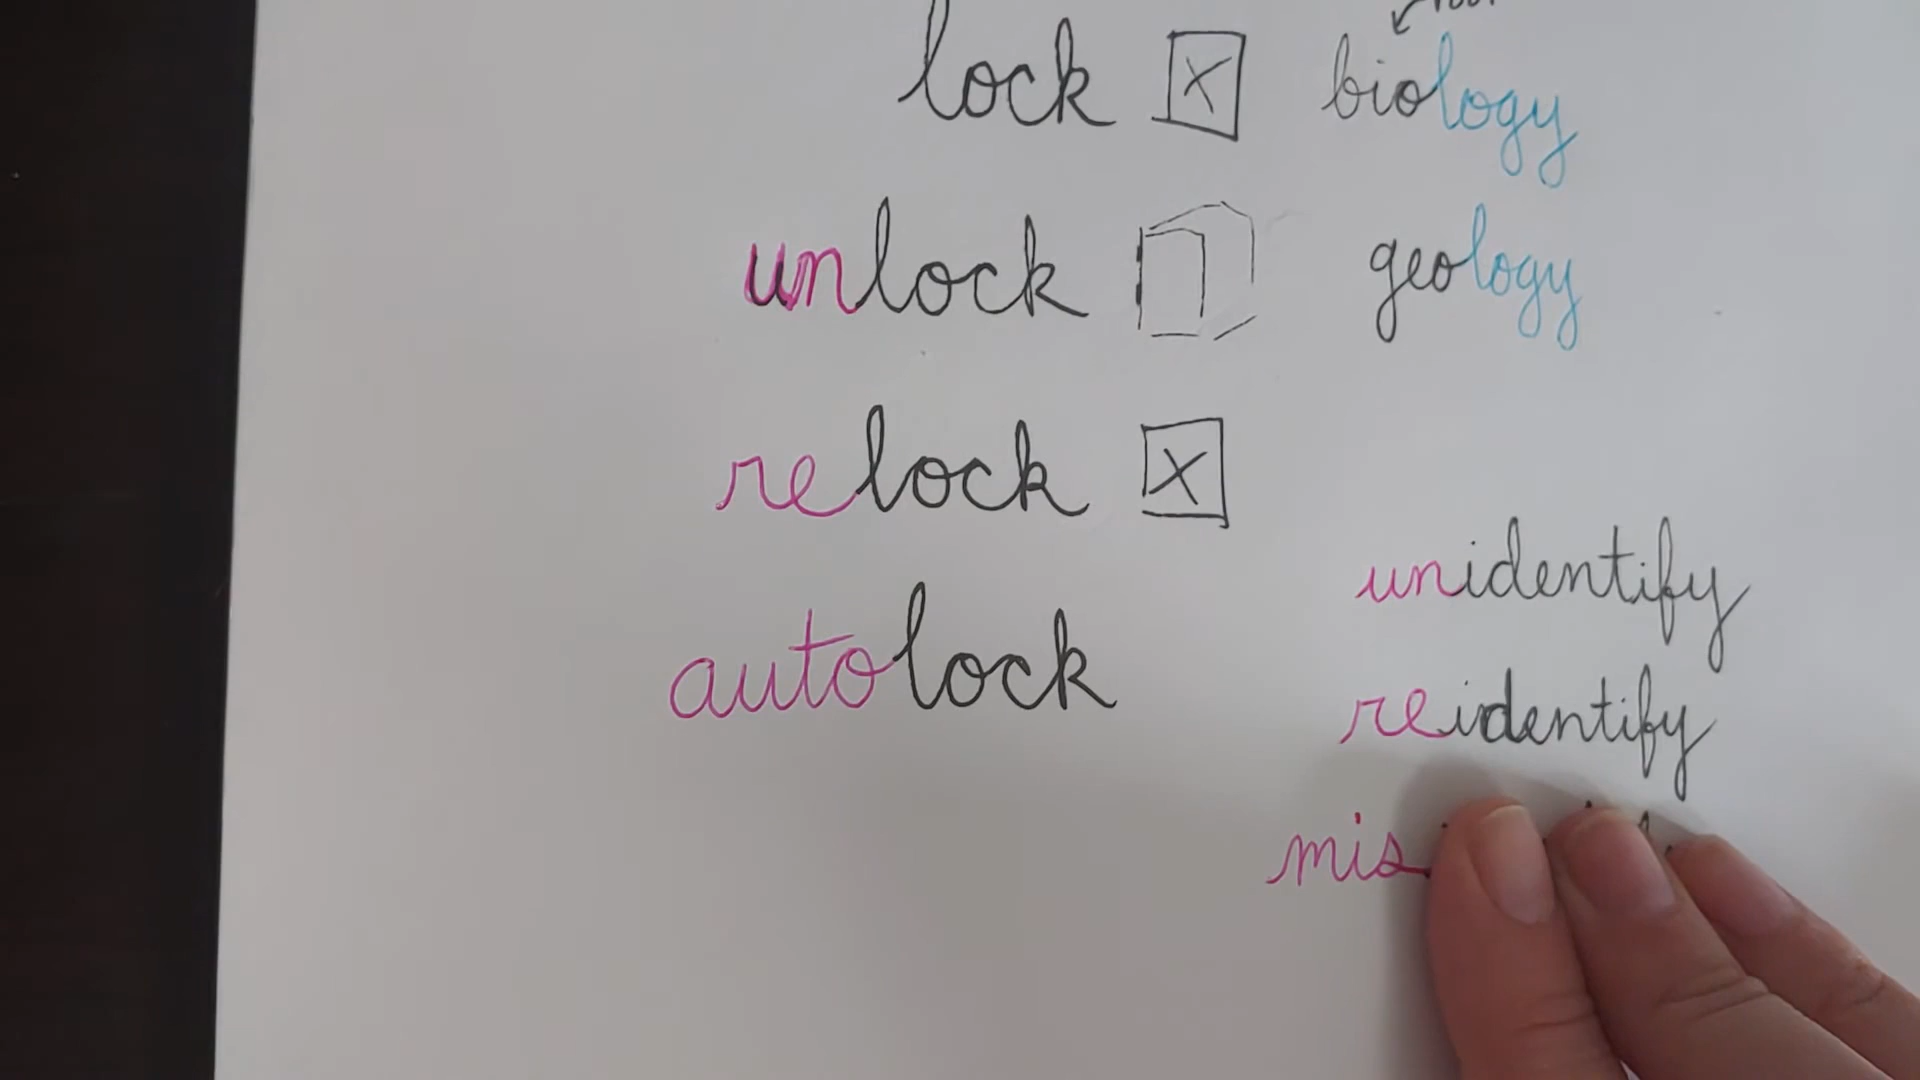 lock X biology
unlock geology
relock X
unidentify
autolock
reidentify
mis